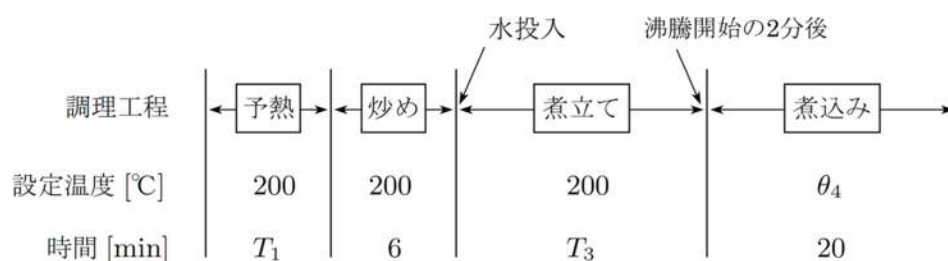 水投入 沸騰開始の2分後
調理工程 予熱 炒め 煮立て 煮込み
設定温度 [℃] 200 200 200 θ4
時間 [min] T1 6 T3 20